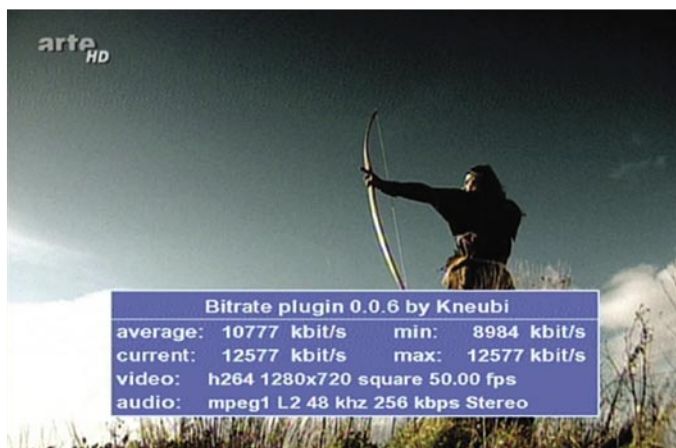 arte
HD
Bitrate plugin 0.0.6 by Kneubi
average: 10777 kbit/s min: 8984 kbit/s
current: 12577 kbit/s max: 12577 kbit/s
video: h264 1280x720 square 50.00 fps
audio: mpeg1 L2 48 khz 256 kbps Stereo